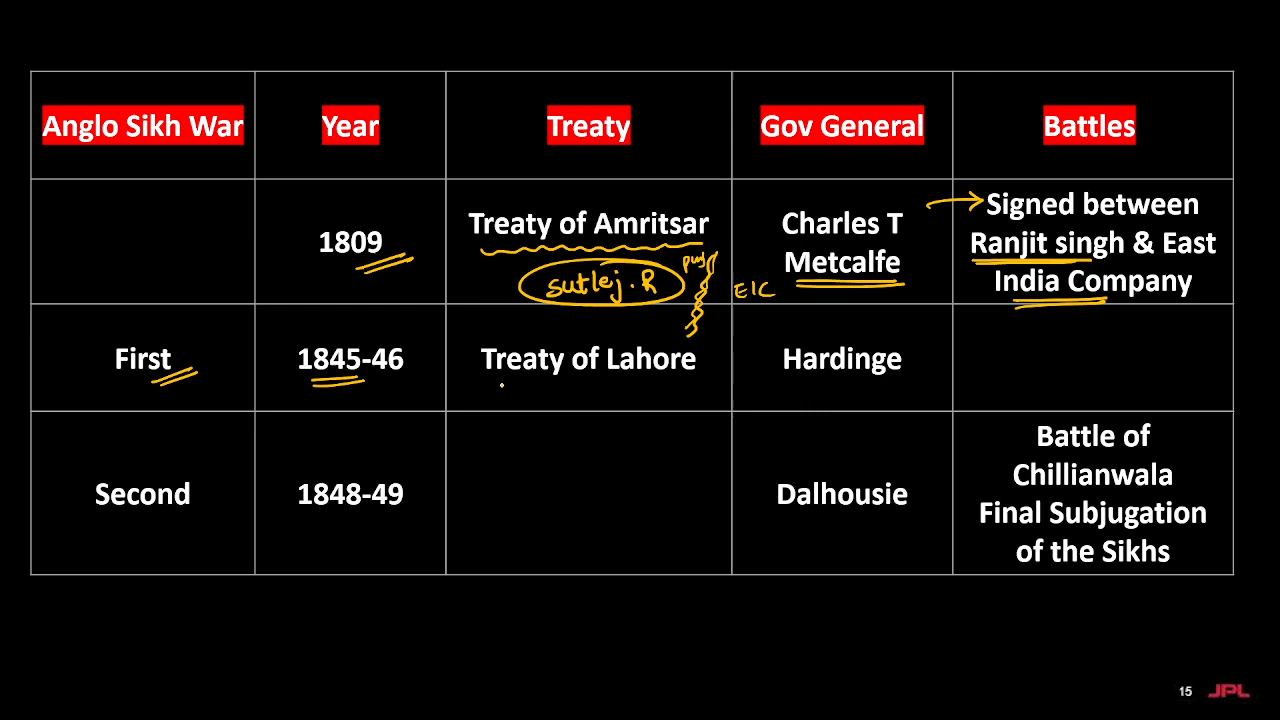 Anglo Sikh War
Year
Treaty
Gov General
Battles
1809
Treaty of Amritsar
sutlej. R
punj
EIC
Charles T
Metcalfe
Signed between
Ranjit singh & East
India Company
First
1845-46
Treaty of Lahore
Hardinge
Second
1848-49
Dalhousie
Battle of
Chillianwala
Final Subjugation
of the Sikhs
15
JPL